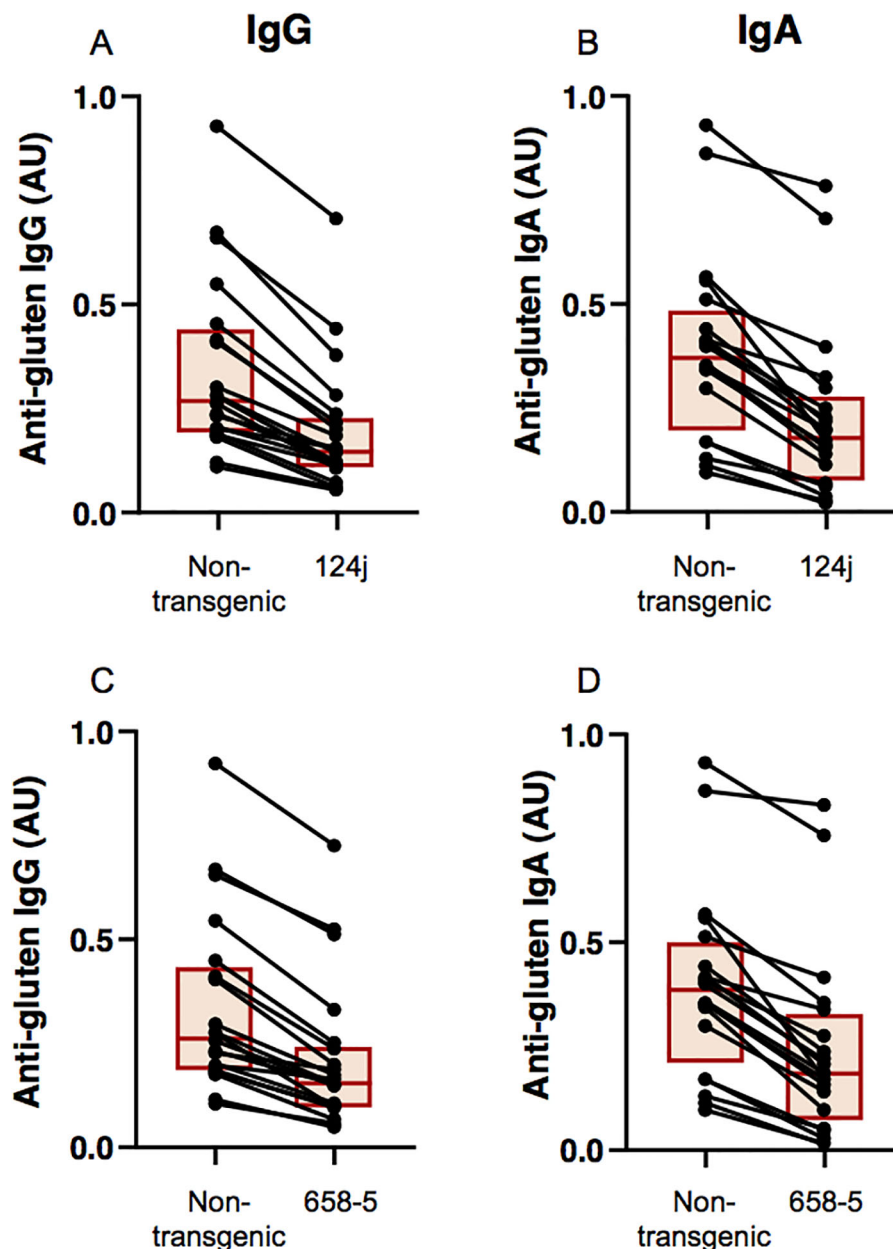 A
IgG
Anti-gluten IgG (AU)
1.0
0.5
0.0
Non-
transgenic
124j
B
IgA
Anti-gluten IgA (AU)
1.0
0.5
0.0
Non-
transgenic
124j
C
Anti-gluten IgG (AU)
1.0
0.5
0.0
Non-
transgenic
658-5
D
Anti-gluten IgA (AU)
1.0
0.5
0.0
Non-
transgenic
658-5